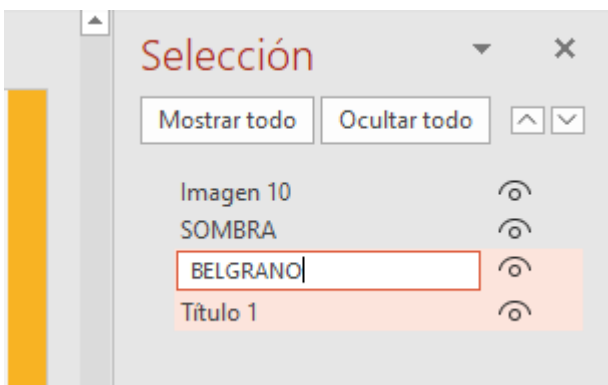 Selección
Mostrar todo Ocultar todo
Imagen 10
SOMBRA
BELGRANO
Título 1